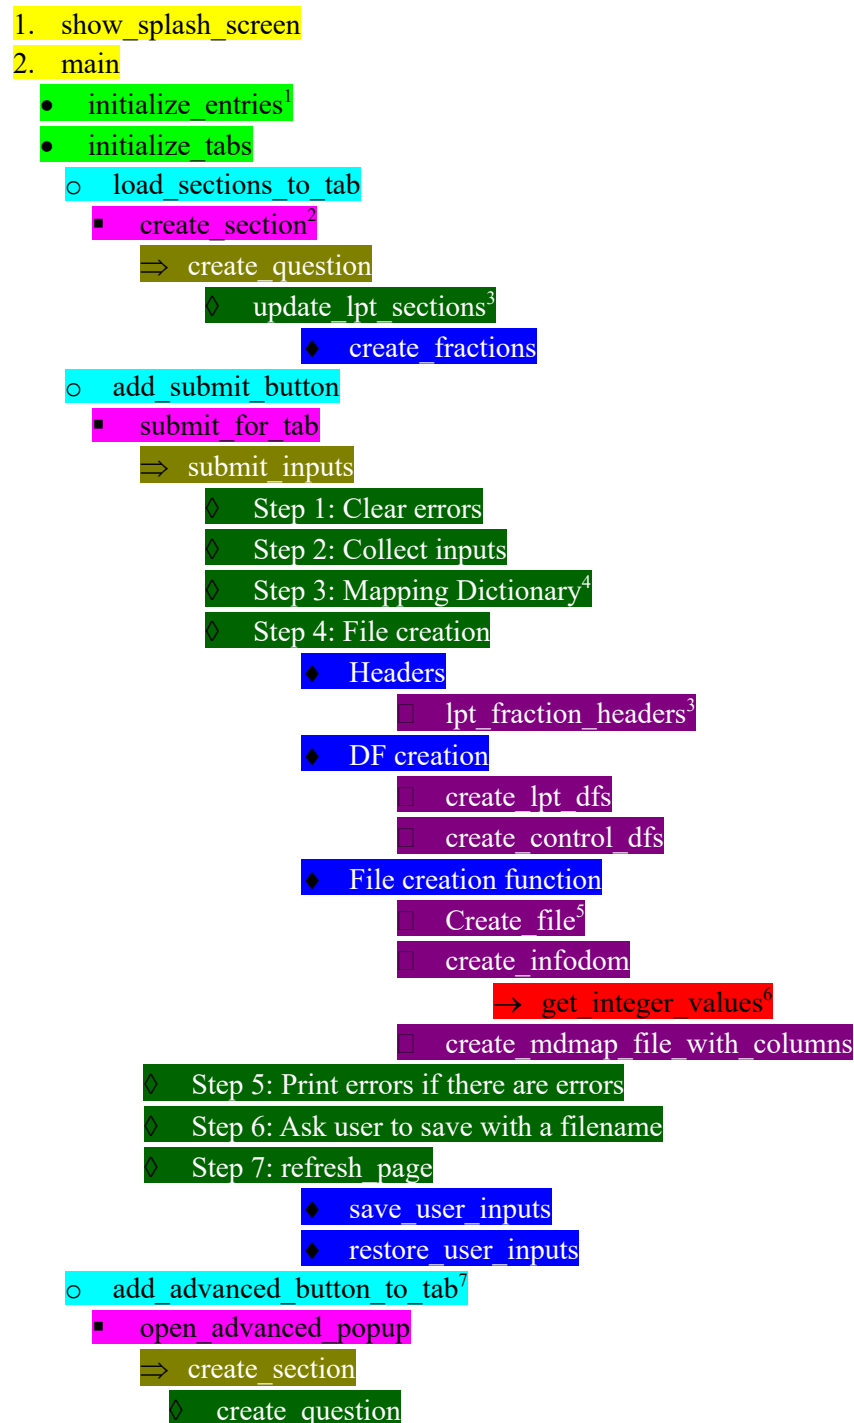 1. show_splash_screen
2. main
• initialize_entries¹
• initialize_tabs
o load_sections_to_tab
▪ create_section²
⇒ create_question
◊ update_lpt_sections³
♦ create_fractions
o add_submit_button
▪ submit_for_tab
⇒ submit_inputs
◊ Step 1: Clear errors
◊ Step 2: Collect inputs
◊ Step 3: Mapping Dictionary⁴
◊ Step 4: File creation
♦ Headers
□ lpt_fraction_headers³
♦ DF creation
□ create_lpt_dfs
□ create_control_dfs
♦ File creation function
□ Create_file⁵
□ create_infodom
→ get_integer_values⁶
□ create_mdmap_file_with_columns
◊ Step 5: Print errors if there are errors
◊ Step 6: Ask user to save with a filename
◊ Step 7: refresh_page
♦ save_user_inputs
♦ restore_user_inputs
o add_advanced_button_to_tab⁷
▪ open_advanced_popup
⇒ create_section
◊ create_question